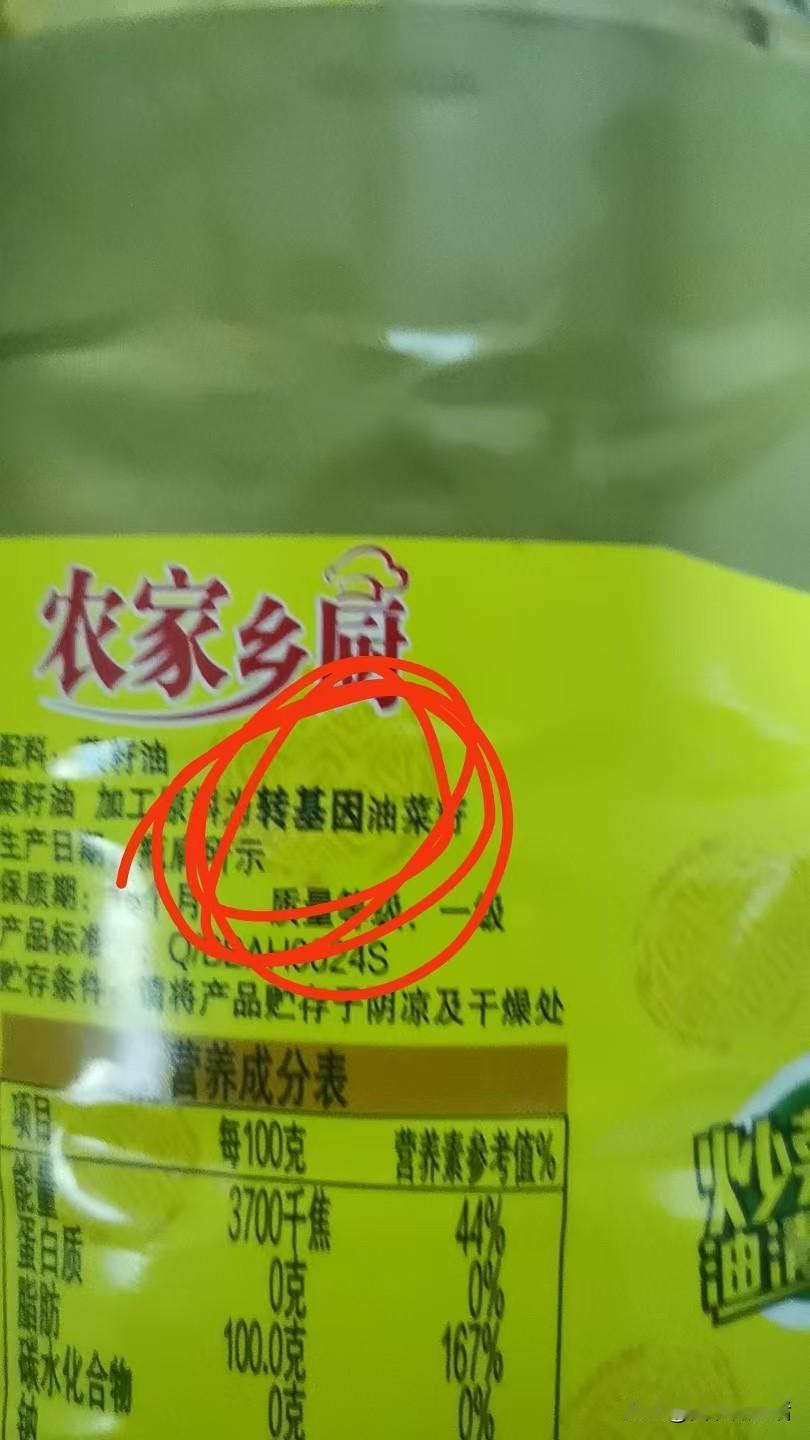 农家乡厨
配料：菜籽油
菜籽油 加工原料为转基因油菜籽
生产日期：瓶肩所示
保质期： 个月 质量等级：一级
产品标准 ：Q/ 0024S
贮存条件：请将产品贮存于阴凉及干燥处
营养成分表
项目 每100克 营养素参考值%
能量 3700千焦 44%
蛋白质 0克 0%
脂肪 100.0克 167%
碳水化合物 0克 0%
炒
油